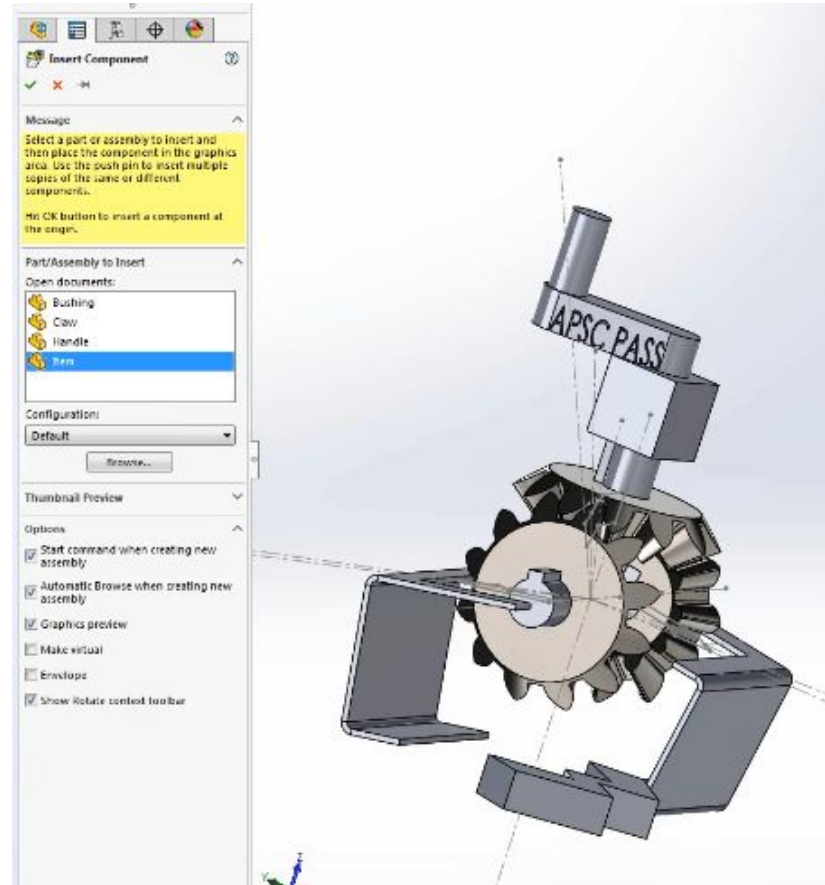 Insert Component
Message
Select a part or assembly to insert and
then place the component in the graphics
area. Use the push pin to insert multiple
copies of the same or different
components.
Hit OK button to insert a component at
the origin.
Part/Assembly to Insert
Open documents:
Bushing
Claw
Handle
Item
Configuration:
Default
Browse...
Thumbnail Preview
Options
Start command when creating new
assembly
Automatic Browse when creating new
assembly
Graphics preview
Make virtual
Envelope
Show Rotate context toolbar
APSC PASS
Y
Z